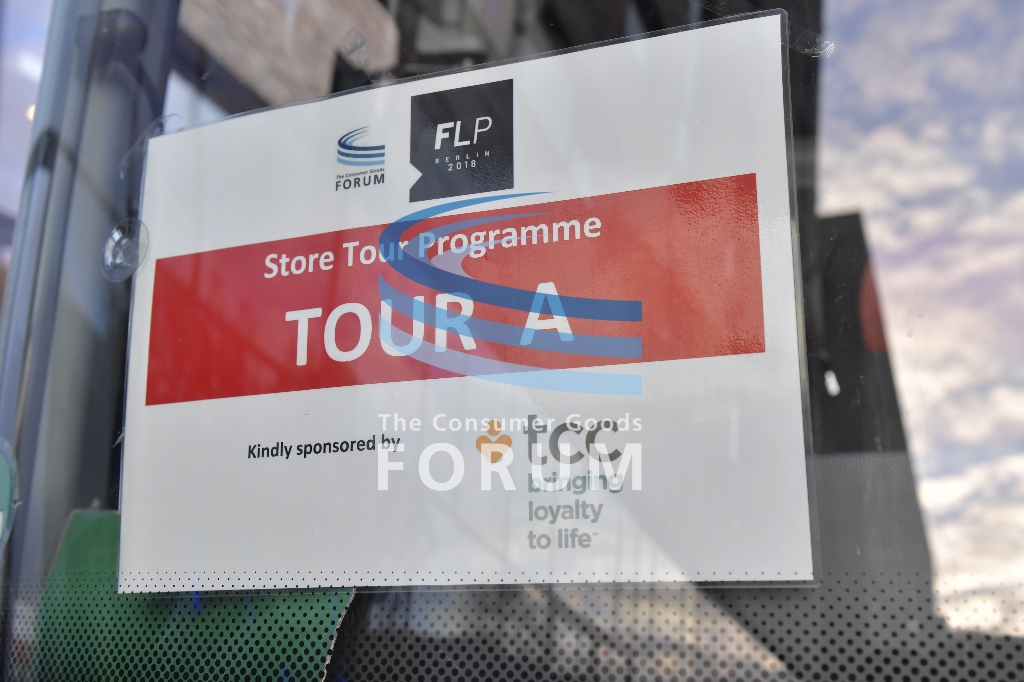 The Consumer Goods
FORUM
FLP
BERLIN
2018
Store Tour Programme
TOUR A
Kindly sponsored by
tcc
bringing
loyalty
to life™
The Consumer Goods
FORUM